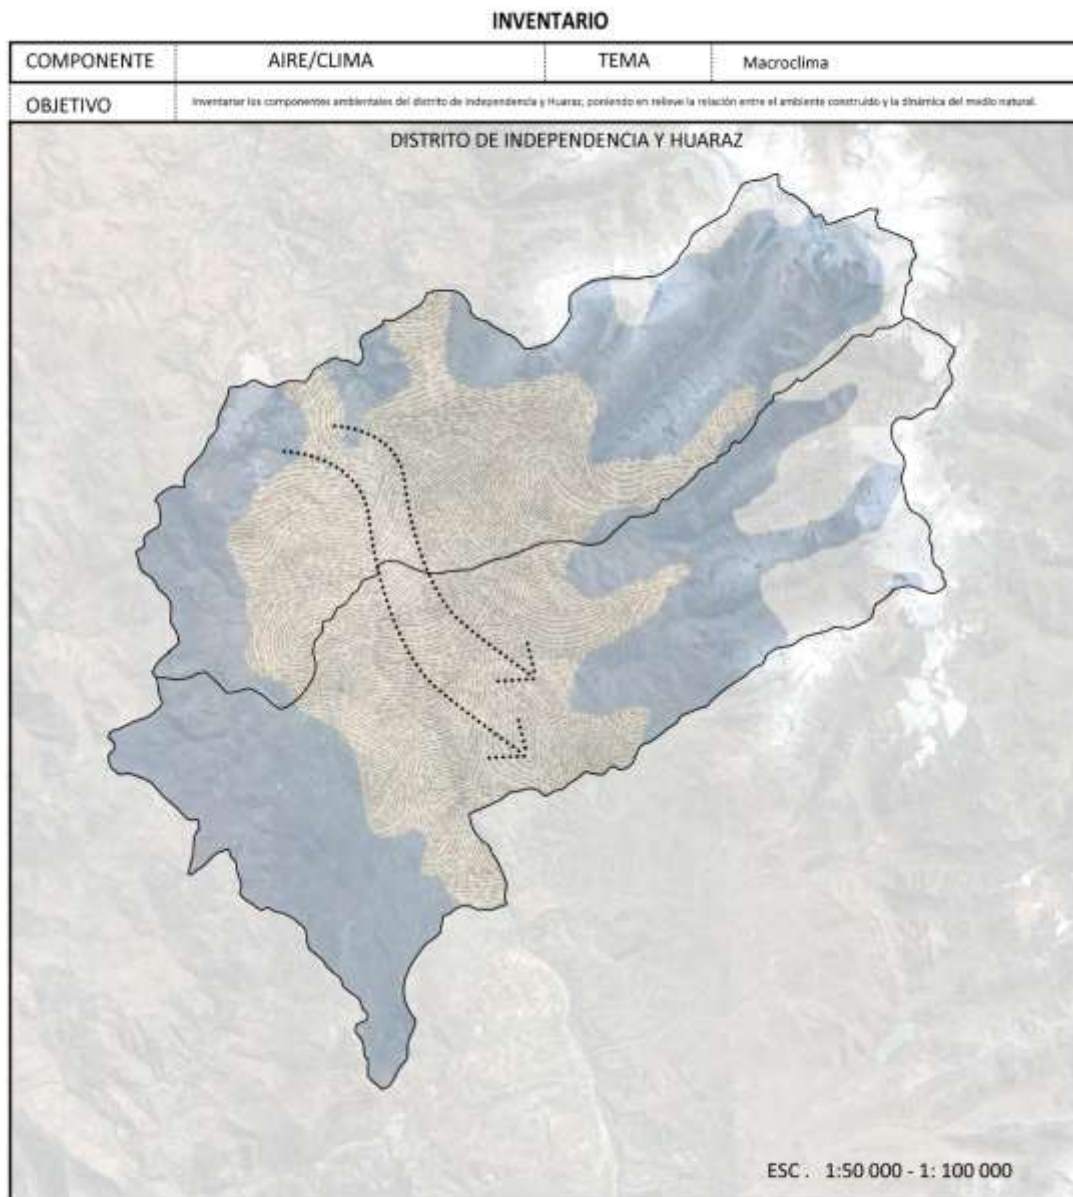 INVENTARIO
COMPONENTE AIRE/CLIMA TEMA Macroclima
OBJETIVO Inventariar los componentes ambientales del distrito de Independencia y Huaraz; poniendo en relieve la relación entre el ambiente construido y la dinámica del medio natural.
DISTRITO DE INDEPENDENCIA Y HUARAZ
ESC . 1:50 000 - 1: 100 000